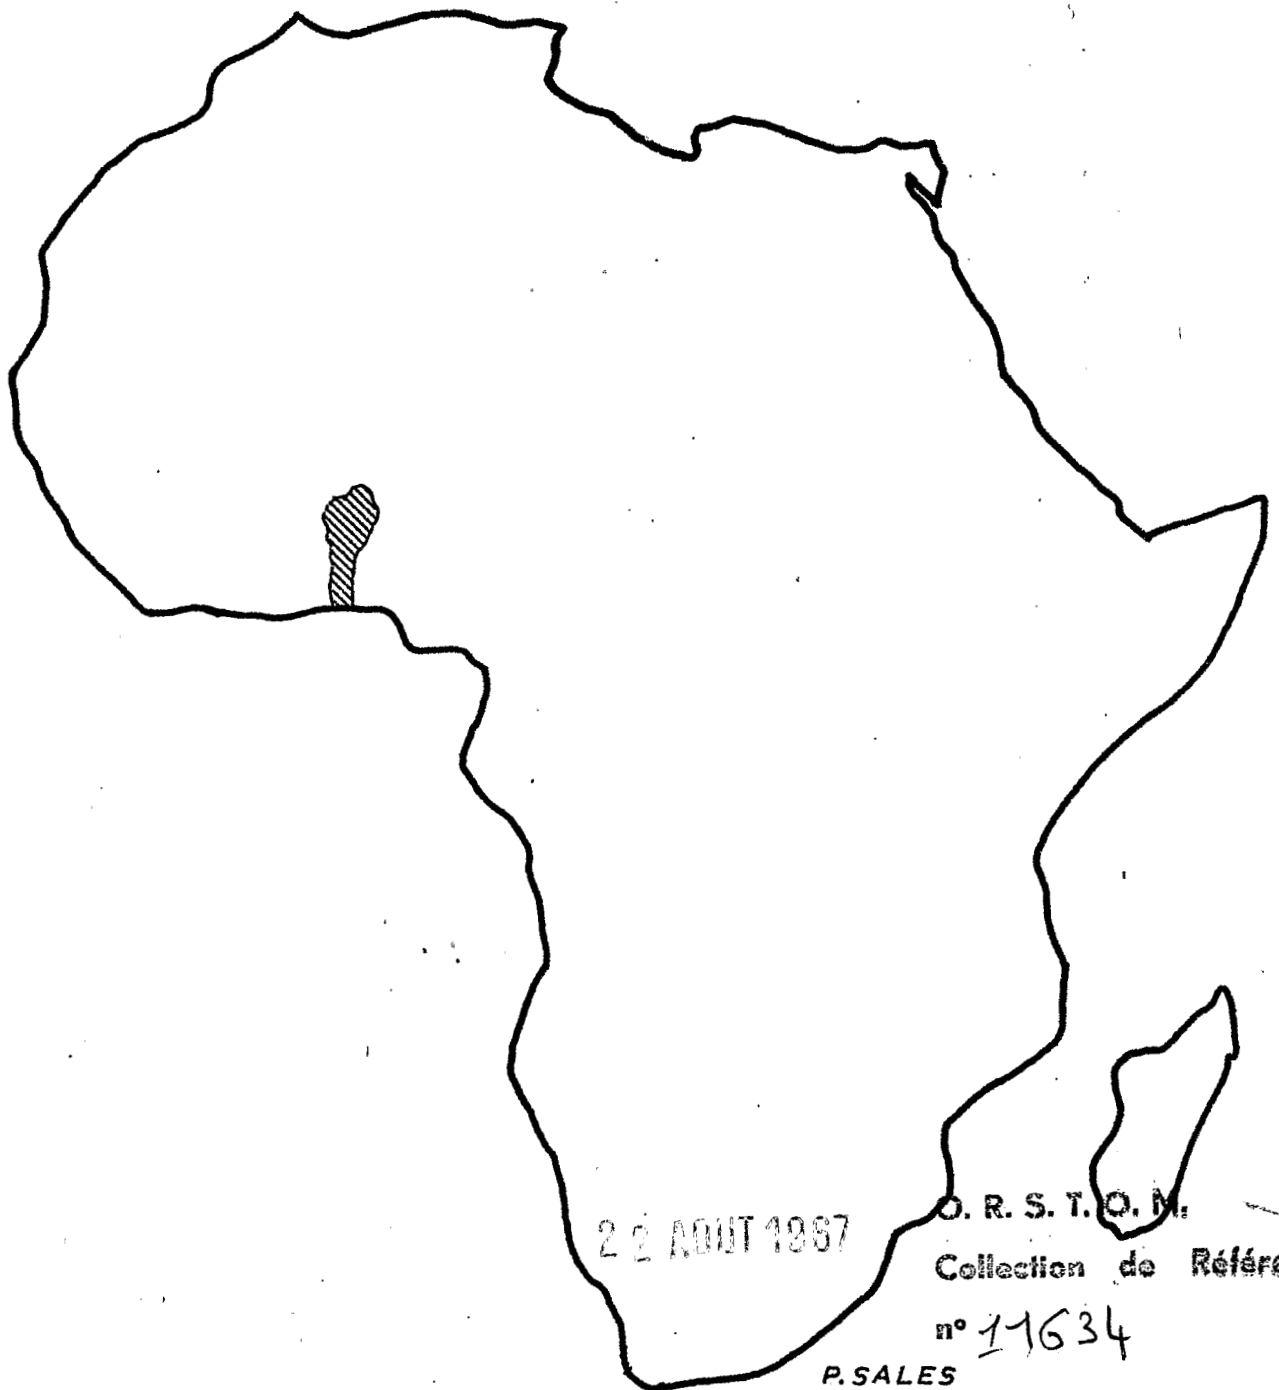 22 AOUT 1967
O. R. S. T. O. M.
Collection de Référe
n° 11634
P. SALES